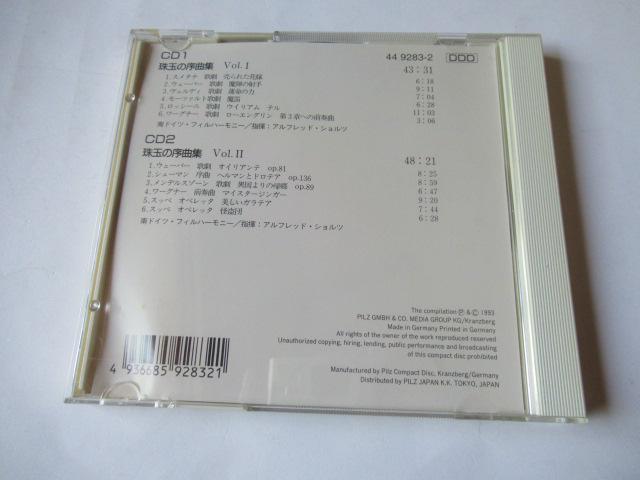 CD1 44 9283-2 DDD
珠玉の序曲集 Vol.I 43:31
1.スメタナ 歌劇 売られた花嫁 6:18
2.ウェーバー 歌劇 魔弾の射手 9:11
3.ヴェルディ 歌劇 運命の力 7:04
4.モーツァルト歌劇 魔笛 6:28
5.ロッシーニ 歌劇 ウイリアム テル 11:03
6.ワーグナー 歌劇 ローエングリン 第3章への前奏曲 3:06
南ドイツ・フィルハーモニー/指揮:アルフレッド・ショルツ
CD2
珠玉の序曲集 Vol.II 48:21
1.ウェーバー 歌劇 オイリアンテ op.81 8:25
2.シューマン 序曲 ヘルマンとドロテア op.136 8:59
3.メンデルスゾーン 歌劇 異国よりの帰郷 op.89 6:47
4.ワーグナー 前奏曲 マイスタージンガー 9:20
5.スッペ オペレッタ 美しいガラテア 7:44
6.スッペ オペレッタ 怪盗団 6:28
南ドイツ・フィルハーモニー/指揮:アルフレッド・ショルツ
The compilation Ⓟ & © 1993
PILZ GMBH & CO. MEDIA GROUP KG/Kranzberg
Made in Germany Printed in Germany
All rights of the owner of the work reproduced reserved
Unauthorized copying, hiring, lending, public performance and broadcasting
of this compact disc prohibited
Manufactured by Pilz Compact Disc, Kranzberg/Germany
Distributed by PILZ JAPAN K.K. TOKYO, JAPAN
4 936685 928321